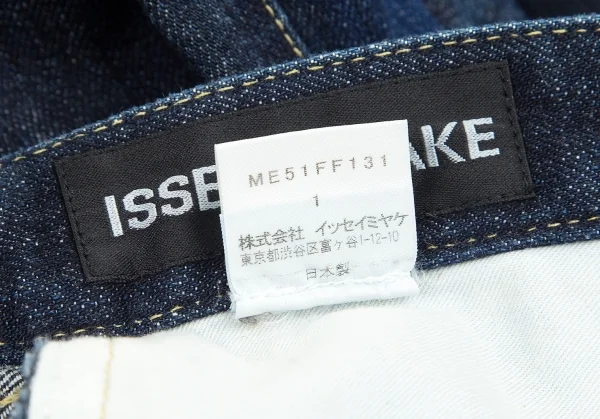 ISSE AKE
ME51FF131
1
株式会社 イッセイミヤケ
東京都渋谷区富ヶ谷1-12-10
日本製